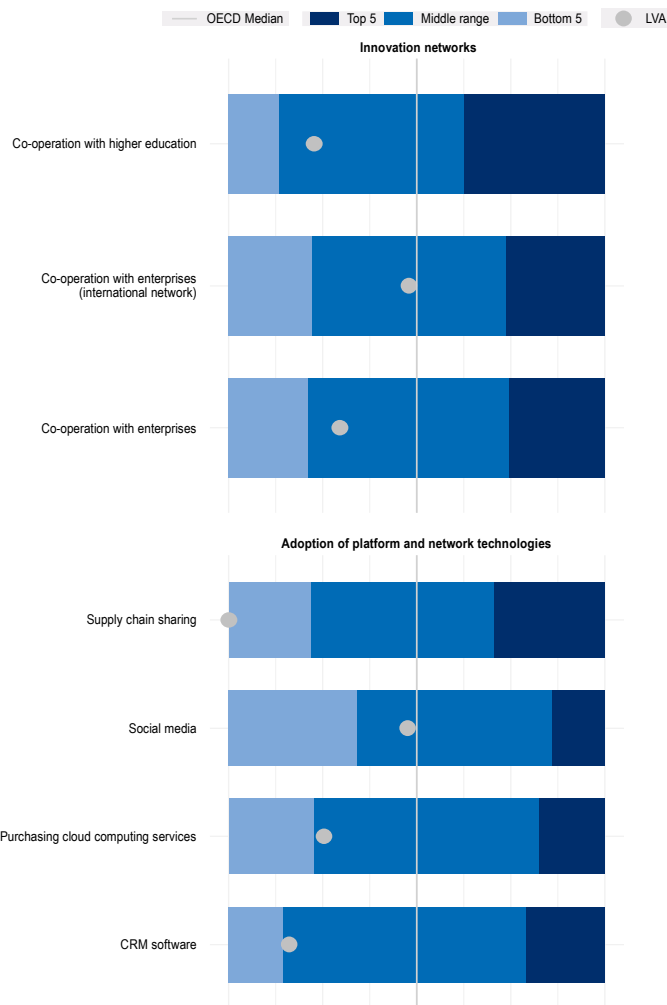 OECD Median Top 5 Middle range Bottom 5 LVA
Innovation networks
Co-operation with higher education
Co-operation with enterprises
(international network)
Co-operation with enterprises
Adoption of platform and network technologies
Supply chain sharing
Social media
Purchasing cloud computing services
CRM software